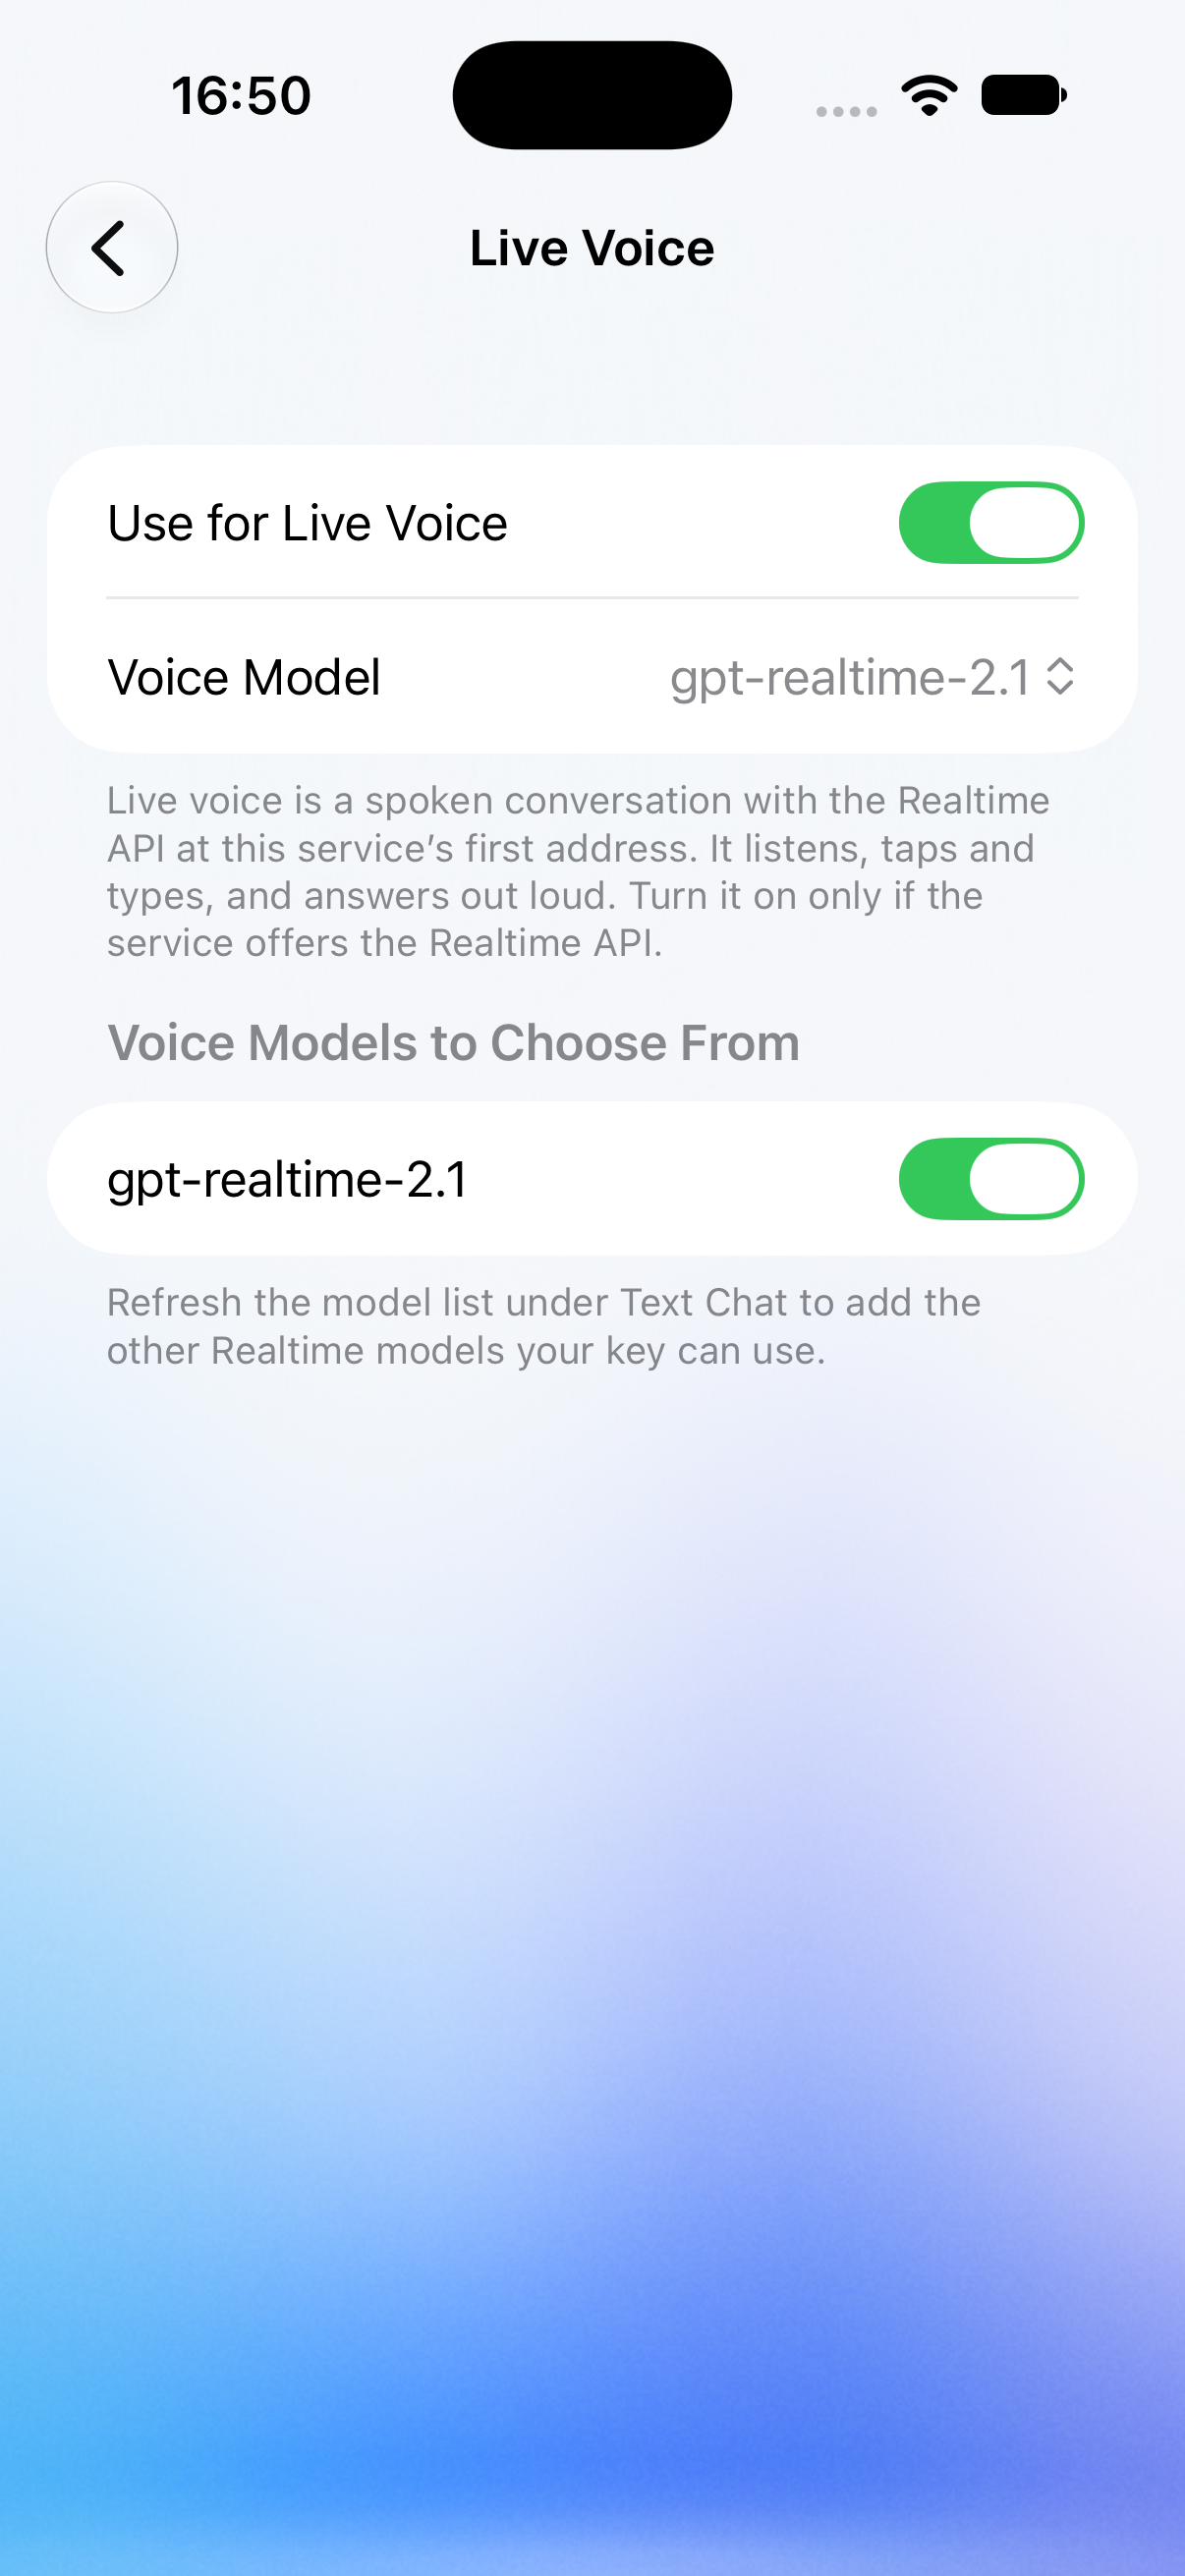 16:50
Live Voice
Use for Live Voice
Voice Model gpt-realtime-2.1
Live voice is a spoken conversation with the Realtime
API at this service’s first address. It listens, taps and
types, and answers out loud. Turn it on only if the
service offers the Realtime API.
Voice Models to Choose From
gpt-realtime-2.1
Refresh the model list under Text Chat to add the
other Realtime models your key can use.